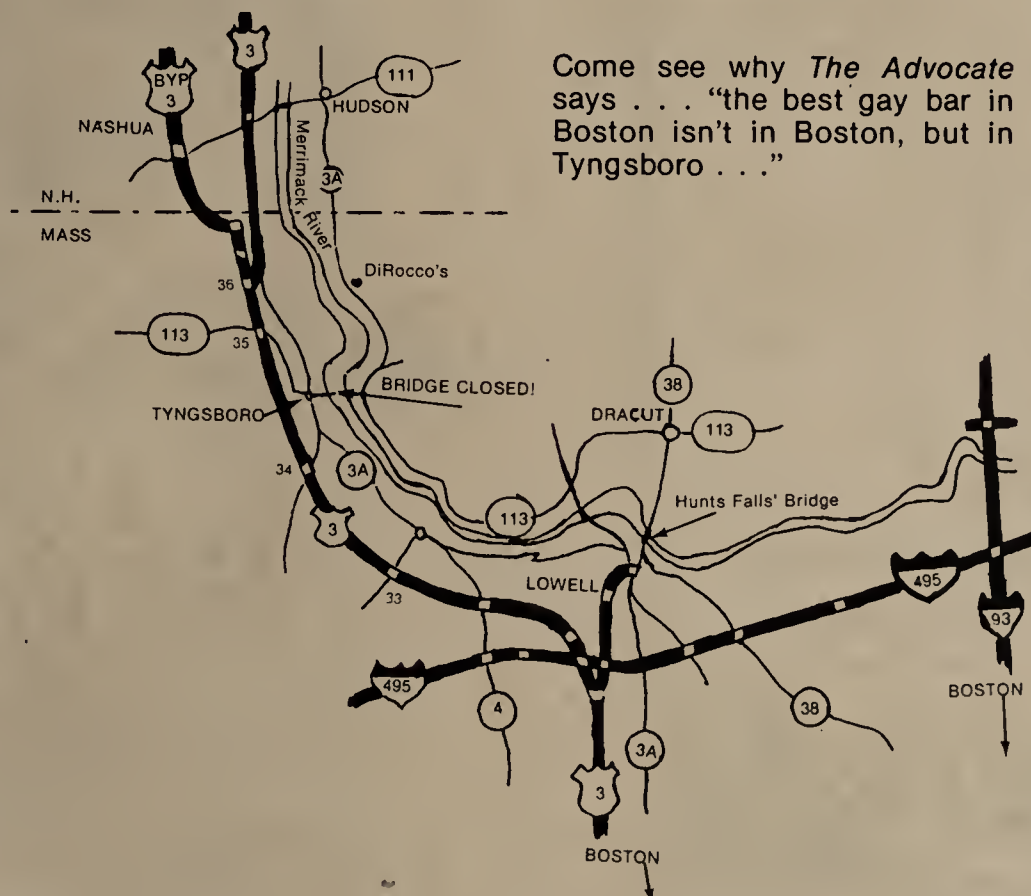 3
BYP
3
111
HUDSON
NASHUA
Come see why The Advocate
says . . . “the best gay bar in
Boston isn't in Boston, but in
Tyngsboro . . .”
Merrimack River
3A
N.H.
MASS
DiRocco's
36
113
35
BRIDGE CLOSED!
TYNGSBORO
38
DRACUT
113
34
3A
Hunts Falls' Bridge
113
3
LOWELL
495
33
93
495
BOSTON
4
38
3A
3
BOSTON